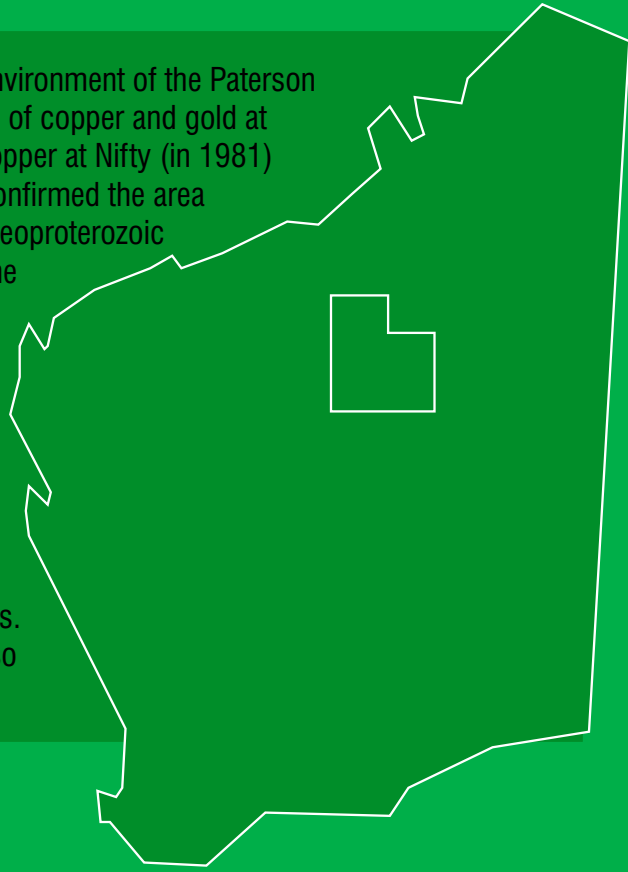 nvironment of the Paterson
of copper and gold at
opper at Nifty (in 1981)
onfirmed the area
eoproterozoic
ne
s.
so